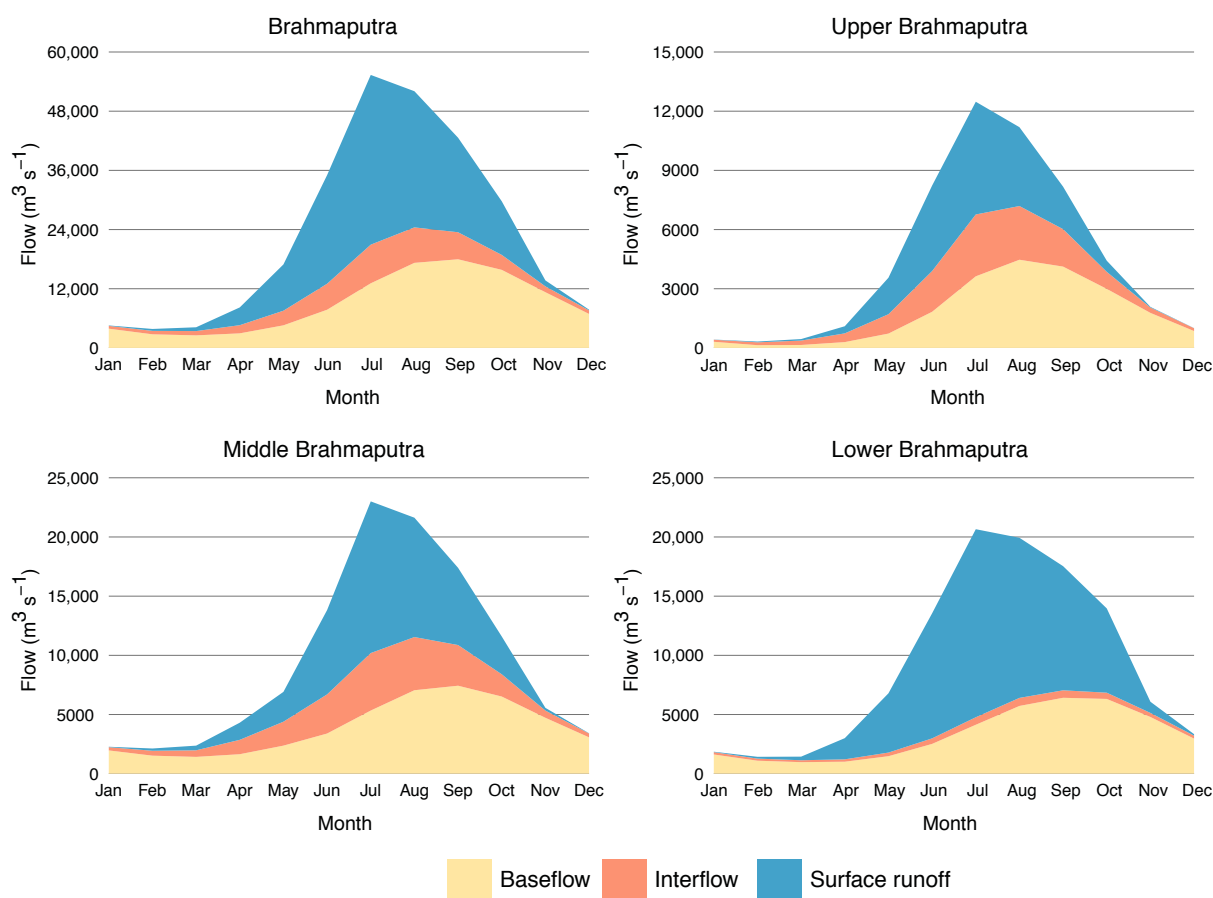 Brahmaputra
60,000
48,000
36,000
24,000
12,000
0
Flow (m³ s⁻¹)
Jan Feb Mar Apr May Jun Jul Aug Sep Oct Nov Dec
Month
Upper Brahmaputra
15,000
12,000
9000
6000
3000
0
Flow (m³ s⁻¹)
Jan Feb Mar Apr May Jun Jul Aug Sep Oct Nov Dec
Month
Middle Brahmaputra
25,000
20,000
15,000
10,000
5000
0
Flow (m³ s⁻¹)
Jan Feb Mar Apr May Jun Jul Aug Sep Oct Nov Dec
Month
Lower Brahmaputra
25,000
20,000
15,000
10,000
5000
0
Flow (m³ s⁻¹)
Jan Feb Mar Apr May Jun Jul Aug Sep Oct Nov Dec
Month
Baseflow Interflow Surface runoff